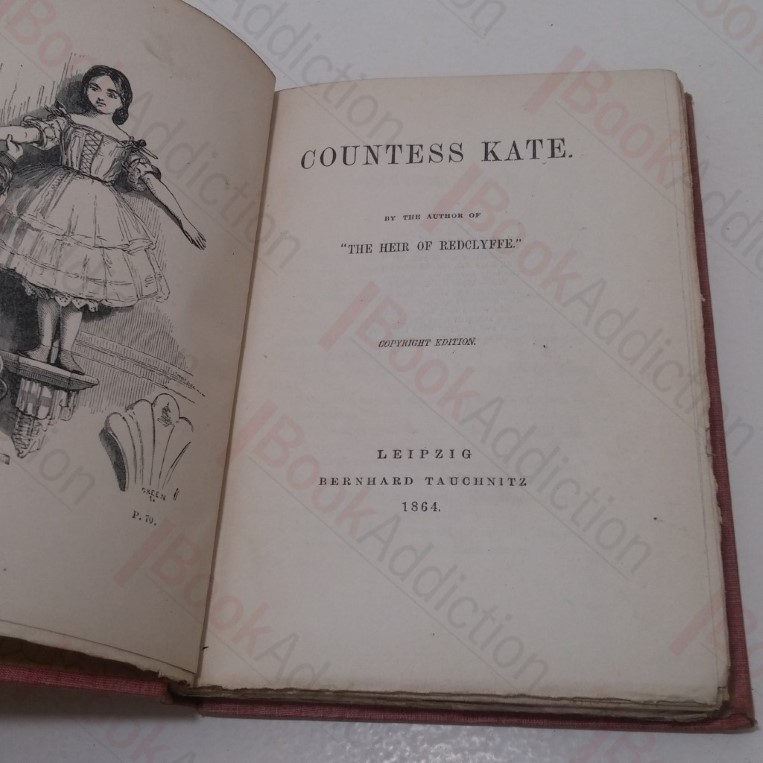 COUNTESS KATE.
BY THE AUTHOR OF
"THE HEIR OF REDCLYFFE."
COPYRIGHT EDITION.
LEIPZIG
BERNHARD TAUCHNITZ
1864.
GREEN
P. 70.
BookAddiction